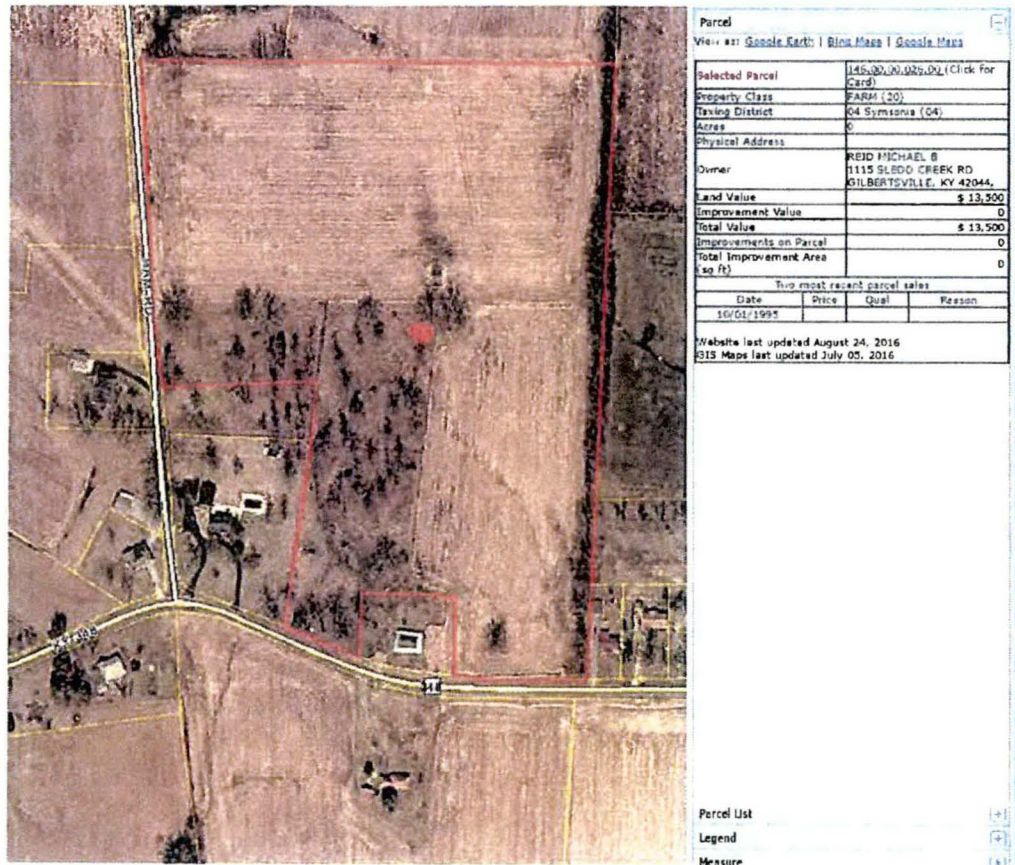 Parcel
View as: Google Earth | Bing Maps | Google Maps
Selected Parcel 146.00.00.026.00 (Click for Card)
Property Class FARM (20)
Taxing District 04 Symsonia (04)
Acres 0
Physical Address
Owner REID MICHAEL B
1115 SLEDD CREEK RD
GILBERTSVILLE, KY 42044,
Land Value $ 13,500
Improvement Value 0
Total Value $ 13,500
Improvements on Parcel 0
Total Improvement Area (sq ft) 0
Two most recent parcel sales
Date Price Qual Reason
10/01/1995
Website last updated August 24, 2016
GIS Maps last updated July 05, 2016
Parcel List
Legend
Measure